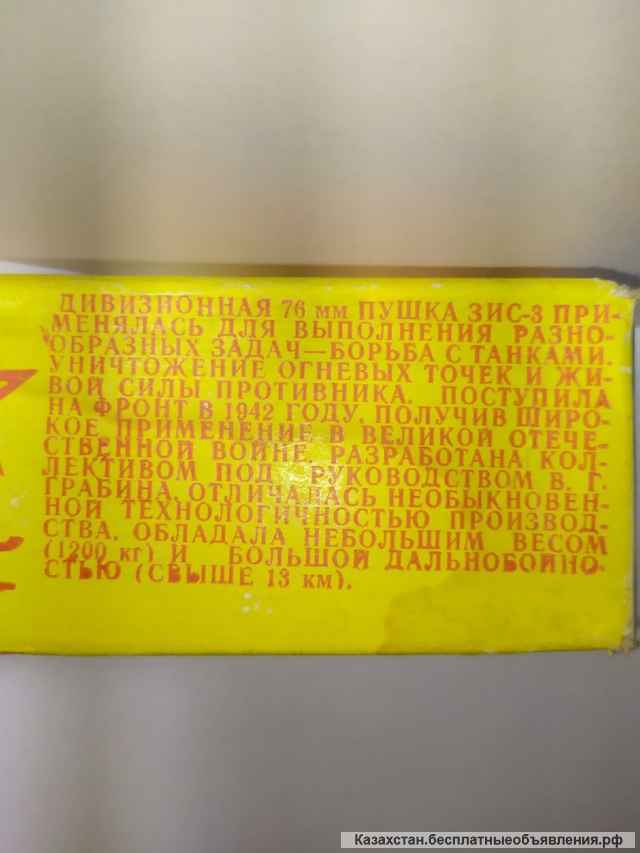 ДИВИЗИОННАЯ 76 мм ПУШКА ЗИС-3 ПРИ-
МЕНЯЛАСЬ ДЛЯ ВЫПОЛНЕНИЯ РАЗНО-
ОБРАЗНЫХ ЗАДАЧ—БОРЬБА С ТАНКАМИ,
УНИЧТОЖЕНИЕ ОГНЕВЫХ ТОЧЕК И ЖИ-
ВОЙ СИЛЫ ПРОТИВНИКА. ПОСТУПИЛА
НА ФРОНТ В 1942 ГОДУ, ПОЛУЧИВ ШИРО-
КОЕ ПРИМЕНЕНИЕ В ВЕЛИКОЙ ОТЕЧЕ-
СТВЕННОЙ ВОЙНЕ. РАЗРАБОТАНА КОЛ-
ЛЕКТИВОМ ПОД РУКОВОДСТВОМ В. Г.
ГРАБИНА. ОТЛИЧАЛАСЬ НЕОБЫКНОВЕН-
НОЙ ТЕХНОЛОГИЧНОСТЬЮ ПРОИЗВОД-
СТВА, ОБЛАДАЛА НЕБОЛЬШИМ ВЕСОМ
(1200 кг) И БОЛЬШОЙ ДАЛЬНОБОЙНО-
СТЬЮ (СВЫШЕ 13 км).
Казахстан.бесплатныеобъявления.рф